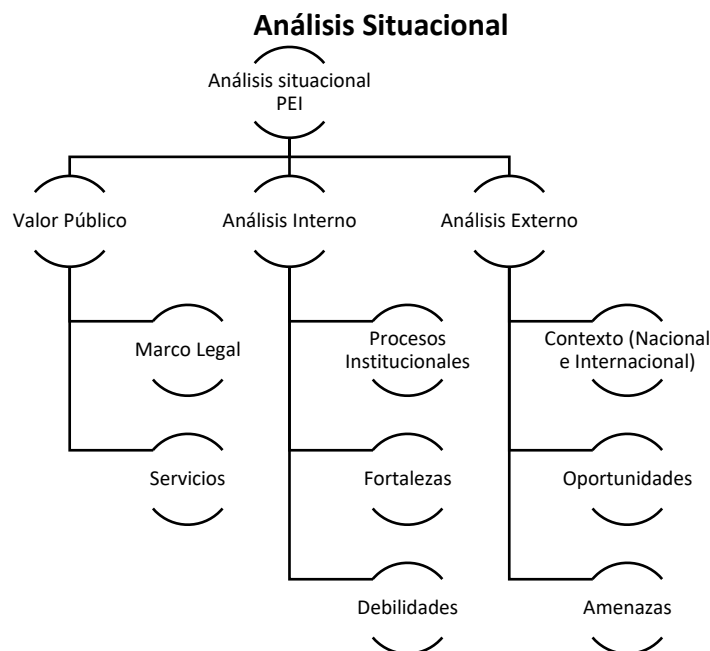 Análisis Situacional
Análisis situacional
PEI
Valor Público
Análisis Interno
Análisis Externo
Marco Legal
Servicios
Procesos
Institucionales
Fortalezas
Debilidades
Contexto (Nacional
e Internacional)
Oportunidades
Amenazas